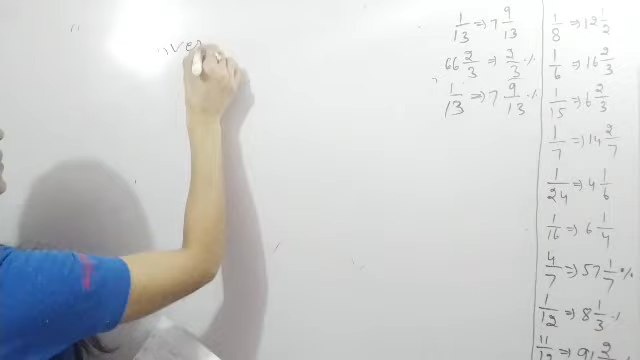 ver
1/13 ⇒ 7 9/13
66 2/3 ⇒ 2/3 %
1/13 ⇒ 7 9/13 %
1/8 ⇒ 12 1/2
1/6 ⇒ 16 2/3
1/15 ⇒ 6 2/3
1/7 ⇒ 14 2/7
1/24 ⇒ 4 1/6
1/16 ⇒ 6 1/4
4/7 ⇒ 57 1/7 %
1/12 ⇒ 8 1/3 %